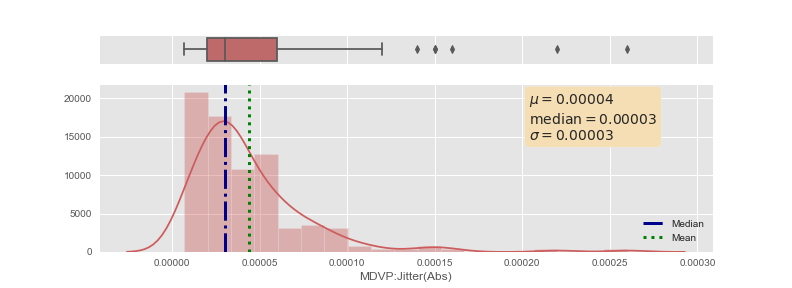 20000
15000
10000
5000
0
μ = 0.00004
median = 0.00003
σ = 0.00003
Median
Mean
0.00000
0.00005
0.00010
0.00015
0.00020
0.00025
0.00030
MDVP:Jitter(Abs)